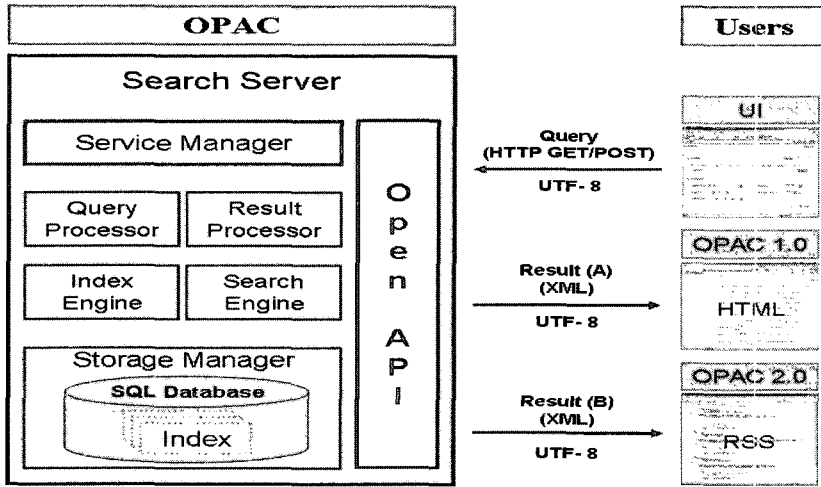 OPAC
Users
Search Server
Service Manager
Query
Processor
Result
Processor
Index
Engine
Search
Engine
Storage Manager
SQL Database
Index
Open API
Query
(HTTP GET/POST)
UTF-8
Result (A)
(XML)
UTF-8
Result (B)
(XML)
UTF-8
UI
OPAC 1.0
HTML
OPAC 2.0
RSS